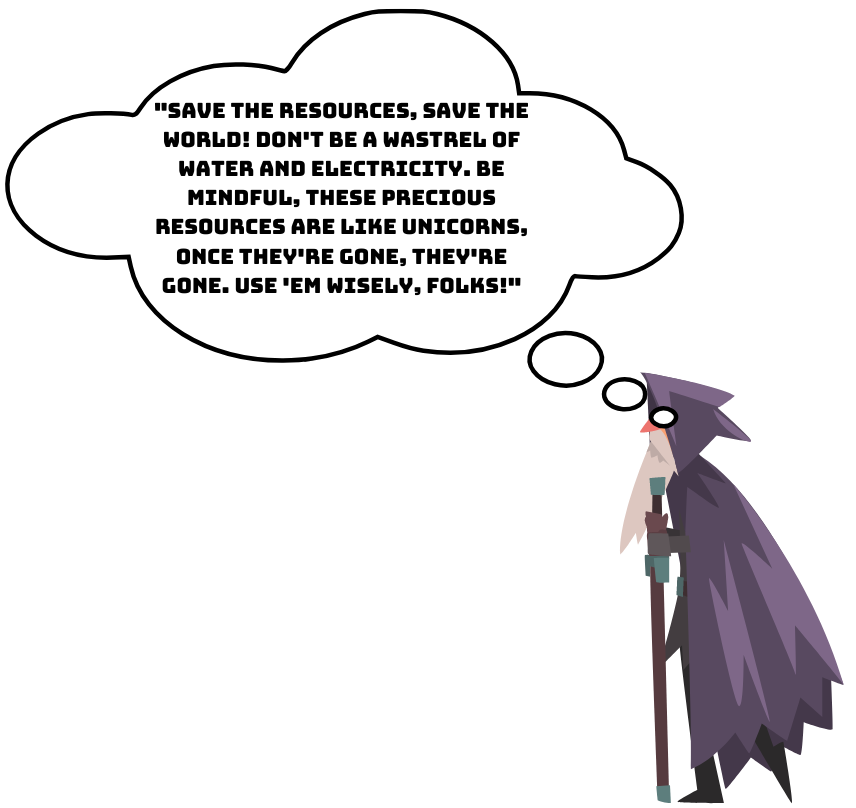 "SAVE THE RESOURCES, SAVE THE
WORLD! DON'T BE A WASTREL OF
WATER AND ELECTRICITY. BE
MINDFUL, THESE PRECIOUS
RESOURCES ARE LIKE UNICORNS,
ONCE THEY'RE GONE, THEY'RE
GONE. USE 'EM WISELY, FOLKS!"